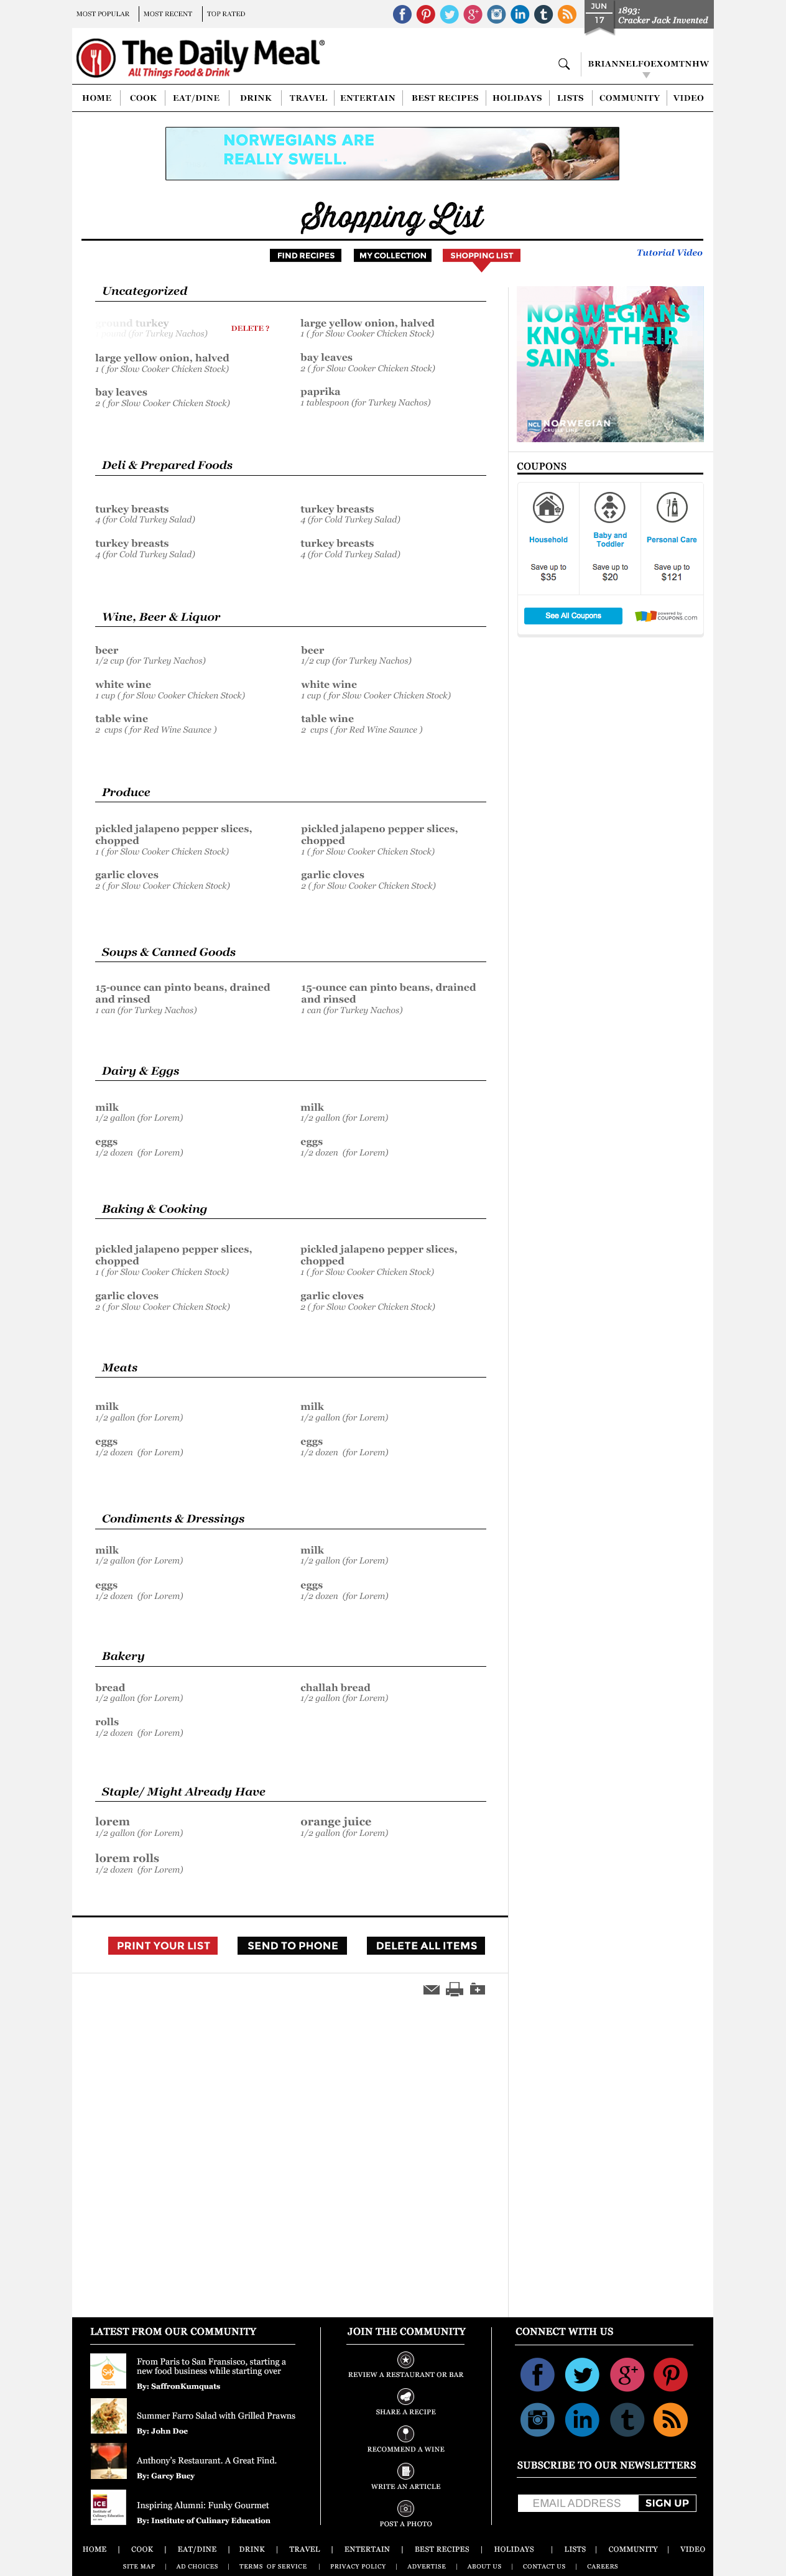 MOST POPULAR
MOST RECENT
TOP RATED
JUN
17
1893:
Cracker Jack Invented
The Daily Meal®
All Things Food & Drink
BRIANNELFOEXOMTNHW
HOME
COOK
EAT/DINE
DRINK
TRAVEL
ENTERTAIN
BEST RECIPES
HOLIDAYS
LISTS
COMMUNITY
VIDEO
NORWEGIANS ARE
REALLY SWELL.
Shopping List
FIND RECIPES
MY COLLECTION
SHOPPING LIST
Tutorial Video
Uncategorized
turkey
(for Turkey Nachos)
DELETE ?
large yellow onion, halved
1 ( for Slow Cooker Chicken Stock)
large yellow onion, halved
1 ( for Slow Cooker Chicken Stock)
bay leaves
2 ( for Slow Cooker Chicken Stock)
bay leaves
2 ( for Slow Cooker Chicken Stock)
paprika
1 tablespoon (for Turkey Nachos)
Deli & Prepared Foods
turkey breasts
4 (for Cold Turkey Salad)
turkey breasts
4 (for Cold Turkey Salad)
turkey breasts
4 (for Cold Turkey Salad)
turkey breasts
4 (for Cold Turkey Salad)
Wine, Beer & Liquor
beer
1/2 cup (for Turkey Nachos)
beer
1/2 cup (for Turkey Nachos)
white wine
1 cup ( for Slow Cooker Chicken Stock)
white wine
1 cup ( for Slow Cooker Chicken Stock)
table wine
2 cups ( for Red Wine Saunce )
table wine
2 cups ( for Red Wine Saunce )
Produce
pickled jalapeno pepper slices,
chopped
1 ( for Slow Cooker Chicken Stock)
pickled jalapeno pepper slices,
chopped
1 ( for Slow Cooker Chicken Stock)
garlic cloves
2 ( for Slow Cooker Chicken Stock)
garlic cloves
2 ( for Slow Cooker Chicken Stock)
Soups & Canned Goods
15-ounce can pinto beans, drained
and rinsed
1 can (for Turkey Nachos)
15-ounce can pinto beans, drained
and rinsed
1 can (for Turkey Nachos)
Dairy & Eggs
milk
1/2 gallon (for Lorem)
milk
1/2 gallon (for Lorem)
eggs
1/2 dozen (for Lorem)
eggs
1/2 dozen (for Lorem)
Baking & Cooking
pickled jalapeno pepper slices,
chopped
1 ( for Slow Cooker Chicken Stock)
pickled jalapeno pepper slices,
chopped
1 ( for Slow Cooker Chicken Stock)
garlic cloves
2 ( for Slow Cooker Chicken Stock)
garlic cloves
2 ( for Slow Cooker Chicken Stock)
Meats
milk
1/2 gallon (for Lorem)
milk
1/2 gallon (for Lorem)
eggs
1/2 dozen (for Lorem)
eggs
1/2 dozen (for Lorem)
Condiments & Dressings
milk
1/2 gallon (for Lorem)
milk
1/2 gallon (for Lorem)
eggs
1/2 dozen (for Lorem)
eggs
1/2 dozen (for Lorem)
Bakery
bread
1/2 gallon (for Lorem)
challah bread
1/2 gallon (for Lorem)
rolls
1/2 dozen (for Lorem)
Staple/ Might Already Have
lorem
1/2 gallon (for Lorem)
orange juice
1/2 gallon (for Lorem)
lorem rolls
1/2 dozen (for Lorem)
PRINT YOUR LIST
SEND TO PHONE
DELETE ALL ITEMS
NORWEGIANS
KNOW THEIR
SAINTS.
NCL NORWEGIAN
CRUISE LINE
COUPONS
Household
Save up to
$35
Baby and
Toddler
Save up to
$20
Personal Care
Save up to
$121
See All Coupons
powered by
COUPONS.com
LATEST FROM OUR COMMUNITY
From Paris to San Fransisco, starting a
new food business while starting over
By: SaffronKumquats
Summer Farro Salad with Grilled Prawns
By: John Doe
Anthony's Restaurant. A Great Find.
By: Garcy Bucy
ICE
Inspiring Alumni: Funky Gourmet
By: Institute of Culinary Education
JOIN THE COMMUNITY
REVIEW A RESTAURANT OR BAR
SHARE A RECIPE
RECOMMEND A WINE
WRITE AN ARTICLE
POST A PHOTO
CONNECT WITH US
SUBSCRIBE TO OUR NEWSLETTERS
EMAIL ADDRESS
SIGN UP
HOME | COOK | EAT/DINE | DRINK | TRAVEL | ENTERTAIN | BEST RECIPES | HOLIDAYS | LISTS | COMMUNITY | VIDEO
SITE MAP | AD CHOICES | TERMS OF SERVICE | PRIVACY POLICY | ADVERTISE | ABOUT US | CONTACT US | CAREERS